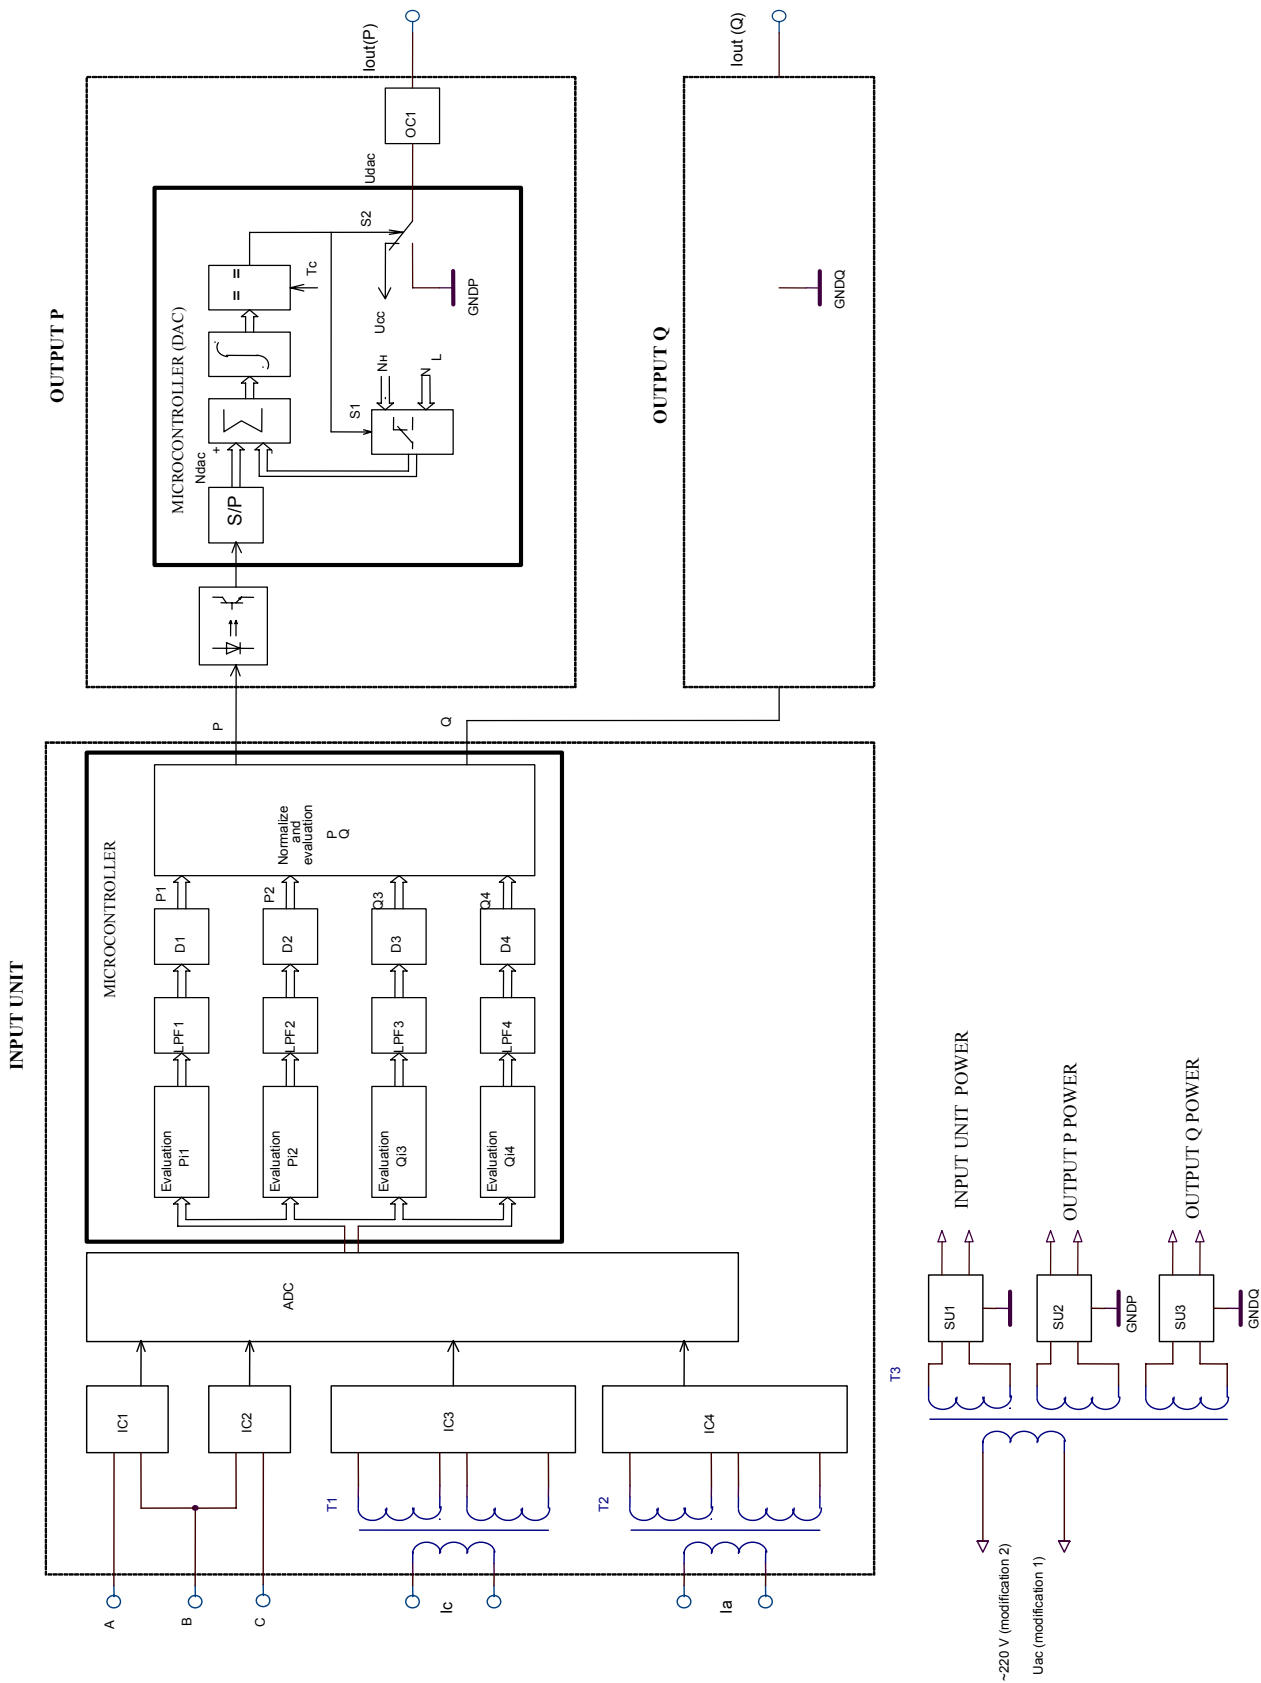 INPUT UNIT
OUTPUT P
OUTPUT Q
MICROCONTROLLER
MICROCONTROLLER (DAC)
A
B
C
Ic
Ia
T1
T2
IC1
IC2
IC3
IC4
ADC
Evaluation
Pi1
Evaluation
Pi2
Evaluation
Qi3
Evaluation
Qi4
LPF1
LPF2
LPF3
LPF4
D1
D2
D3
D4
P1
P2
Q3
Q4
Normalize
and
evaluation
P
Q
P
Q
S/P
Ndac
+
-
=
Tc
S1
NH
N
L
S2
Ucc
GNDP
Udac
OC1
Iout(P)
Iout (Q)
GNDQ
~220 V (modification 2)
Uac (modification 1)
T3
SU1
SU2
GNDP
SU3
GNDQ
INPUT UNIT POWER
OUTPUT P POWER
OUTPUT Q POWER